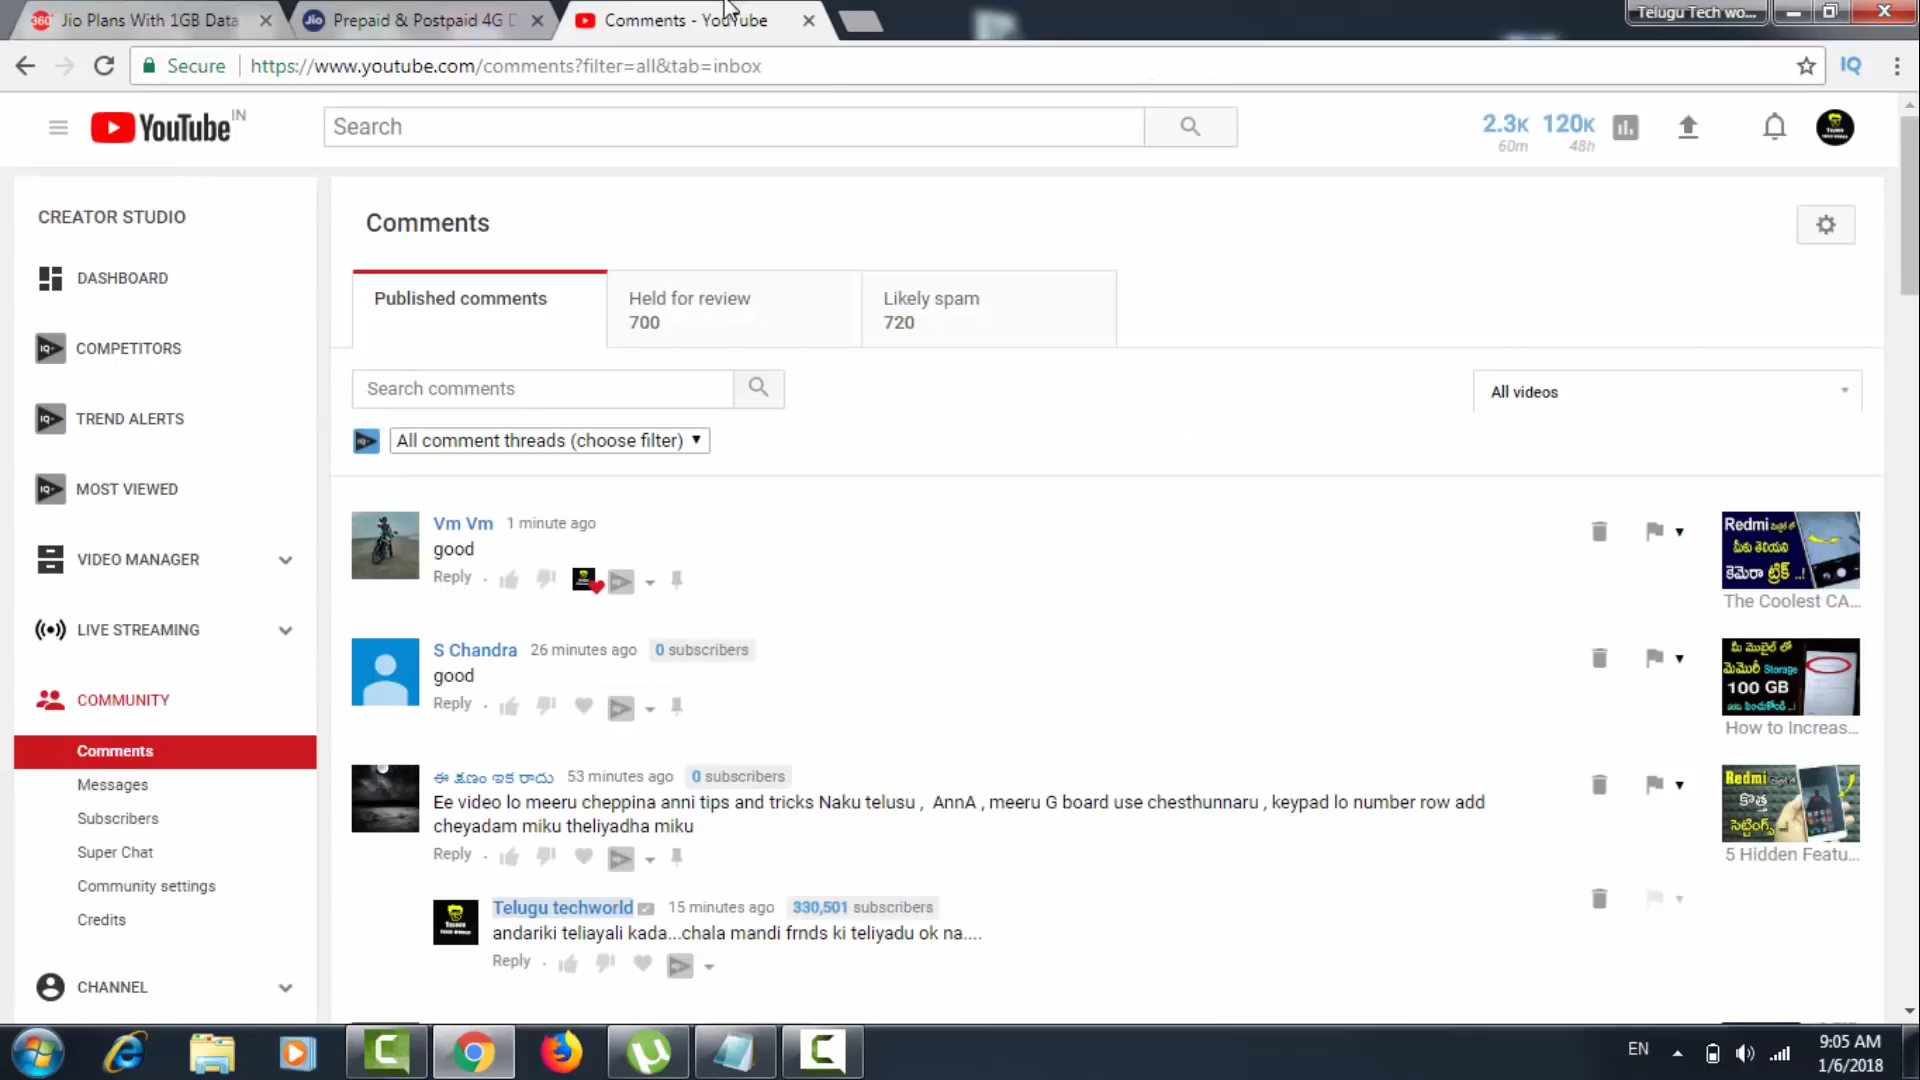 Jio Plans With 1GB Data
Prepaid & Postpaid 4G D
Comments - YouTube
Telugu Tech wo...
Secure
https://www.youtube.com/comments?filter=all&tab=inbox
IQ
YouTube IN
Search
2.3K 60m
120K 48h
CREATOR STUDIO
DASHBOARD
COMPETITORS
TREND ALERTS
MOST VIEWED
VIDEO MANAGER
LIVE STREAMING
COMMUNITY
Comments
Messages
Subscribers
Super Chat
Community settings
Credits
CHANNEL
Comments
Published comments
Held for review
700
Likely spam
720
Search comments
All videos
All comment threads (choose filter)
Vm Vm 1 minute ago
good
Reply
Redmi
మీకు తెలియని
కెమెరా ట్రిక్ ..!
The Coolest CA...
S Chandra 26 minutes ago 0 subscribers
good
Reply
మీ మొబైల్ లో
మెమొరీ Storage
100 GB
How to Increas...
ఈ క్షణం ఇక రాదు 53 minutes ago 0 subscribers
Ee video lo meeru cheppina anni tips and tricks Naku telusu , AnnA , meeru G board use chesthunnaru , keypad lo number row add
cheyadam miku theliyadha miku
Reply
Redmi
కొత్త
సెట్టింగ్స్
5 Hidden Featu...
Telugu techworld 15 minutes ago 330,501 subscribers
andariki teliayali kada...chala mandi frnds ki teliyadu ok na....
Reply
EN
9:05 AM
1/6/2018